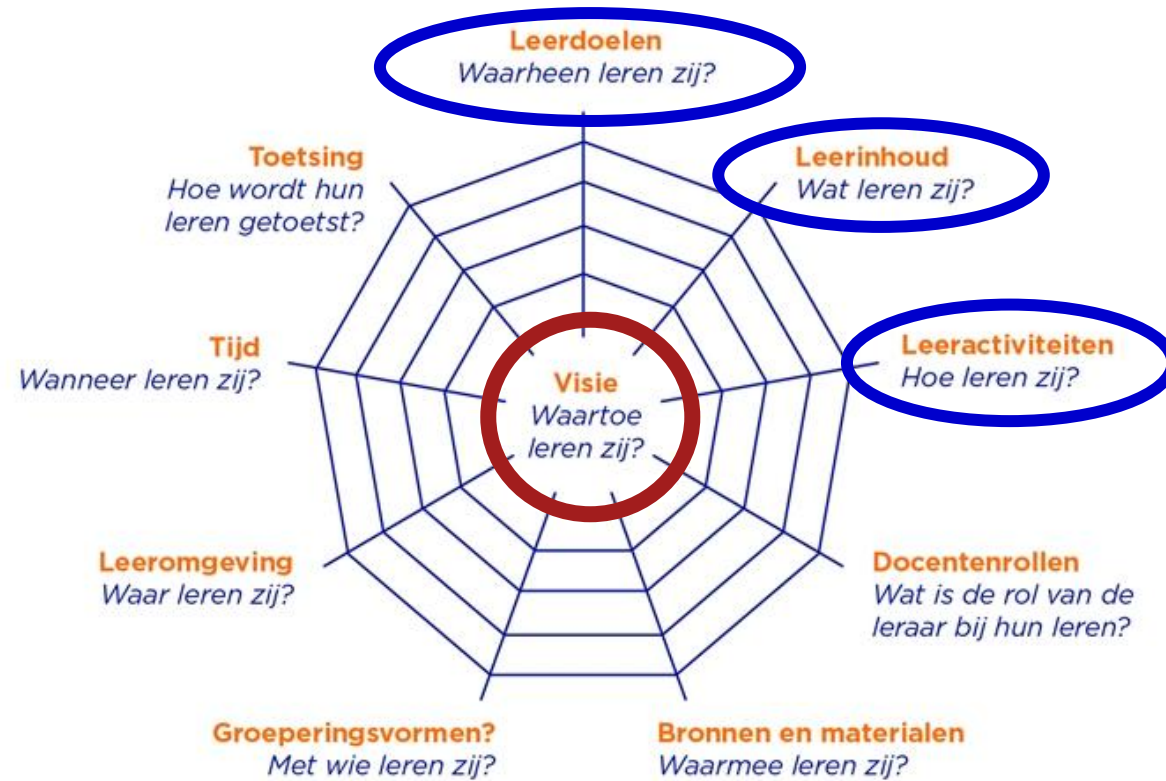 Leerdoelen
Waarheen leren zij?
Leerinhoud
Wat leren zij?
Leeractiviteiten
Hoe leren zij?
Docentenrollen
Wat is de rol van de
leraar bij hun leren?
Bronnen en materialen
Waarmee leren zij?
Groeperingsvormen?
Met wie leren zij?
Leeromgeving
Waar leren zij?
Tijd
Wanneer leren zij?
Toetsing
Hoe wordt hun
leren getoetst?
Visie
Waartoe
leren zij?